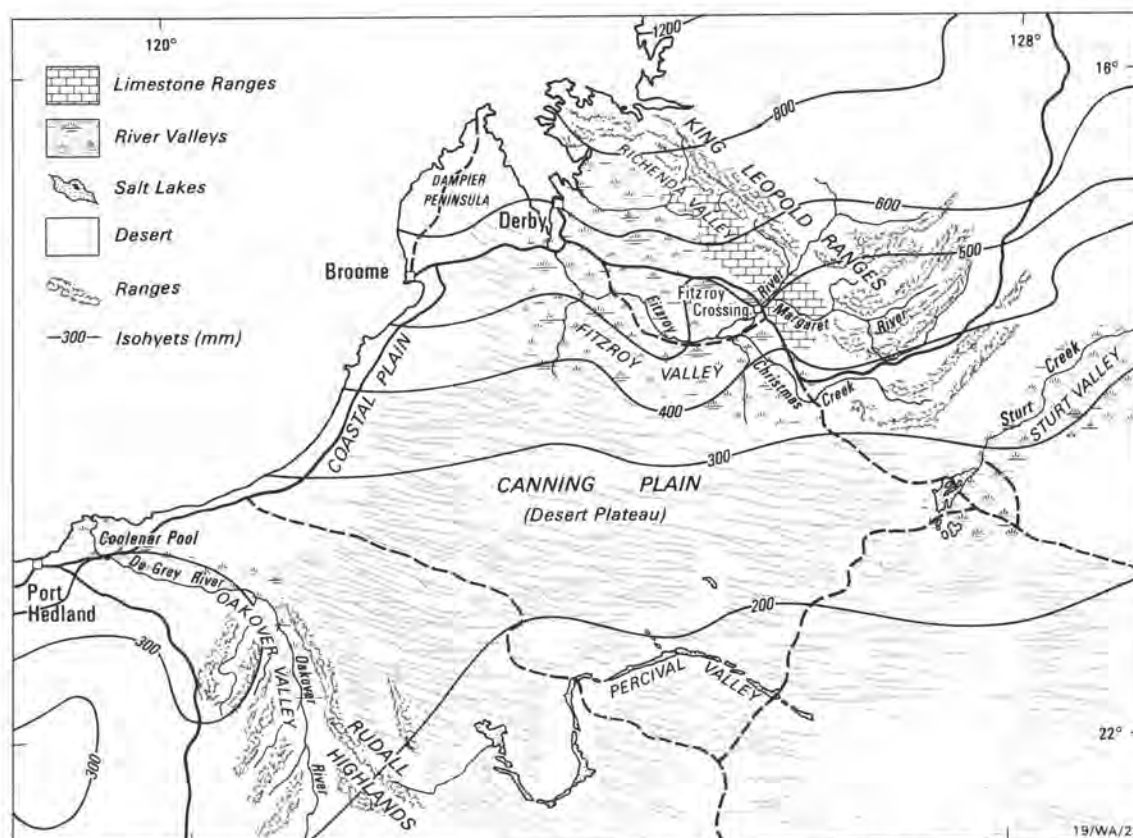 120°
128°
16°
22°
Limestone Ranges
River Valleys
Salt Lakes
Desert
Ranges
300
Isohyets (mm)
1200
800
KING LEOPOLD RANGES
RICHENDA VALLEY
DAMPIER
PENINSULA
Derby
600
500
Broome
Fitzroy
Crossing
River
Fitzroy
Margaret
River
FITZROY
VALLEY
Christmas
Creek
400
Sturt
Creek
STURT VALLEY
COASTAL PLAIN
300
CANNING PLAIN
(Desert Plateau)
Coolenar Pool
De Grey River
Port
Hedland
OAKOVER
VALLEY
Oakover
River
300
200
PERCIVAL VALLEY
RUDALL
HIGHLANDS
300
19/WA/2